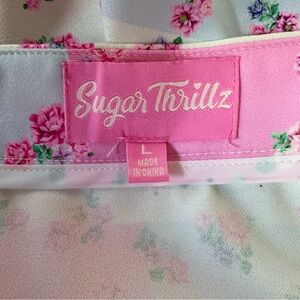 Sugar Thrillz
L
MADE
IN CHINA